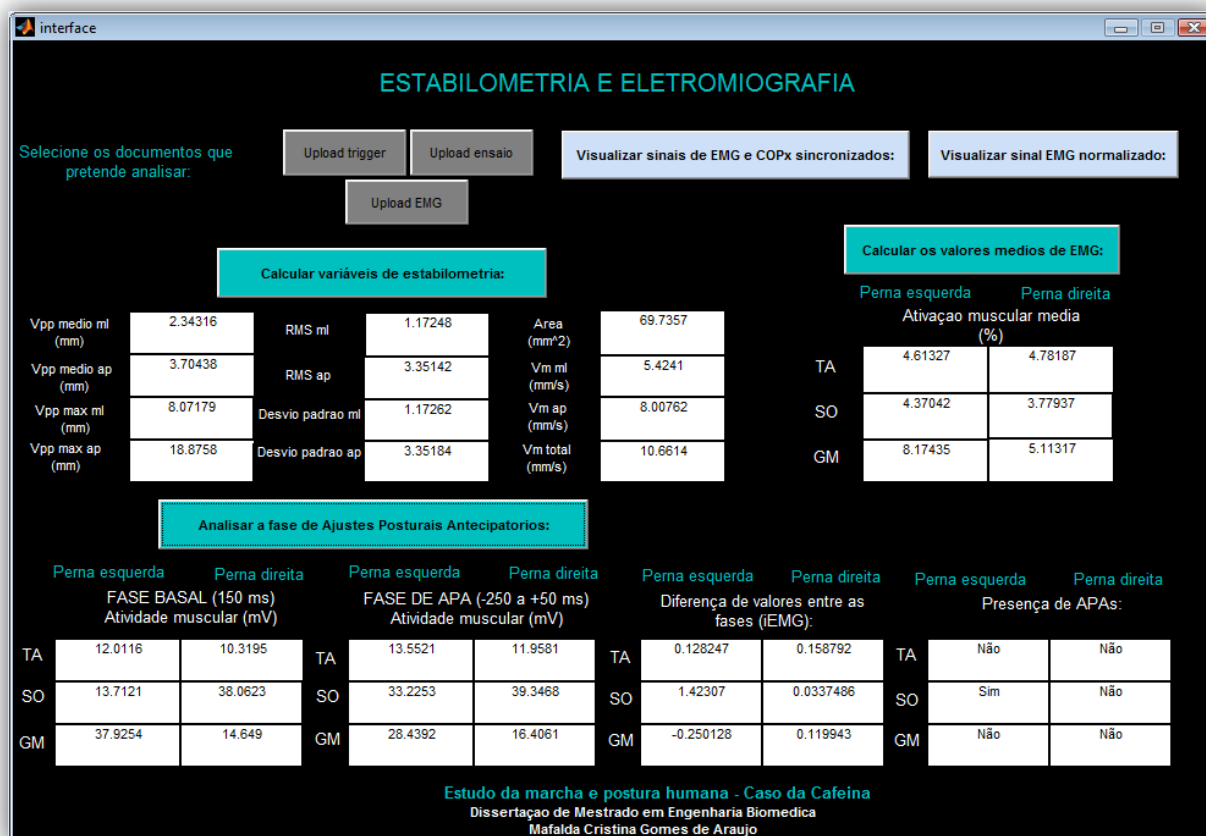 interface
ESTABILOMETRIA E ELETROMIOGRAFIA
Selecione os documentos que
pretende analisar:
Upload trigger
Upload ensaio
Upload EMG
Visualizar sinais de EMG e COPx sincronizados:
Visualizar sinal EMG normalizado:
Calcular variáveis de estabilometria:
Vpp medio ml
(mm)
2.34316
RMS ml
1.17248
Area
(mm^2)
69.7357
Vpp medio ap
(mm)
3.70438
RMS ap
3.35142
Vm ml
(mm/s)
5.4241
Vpp max ml
(mm)
8.07179
Desvio padrao ml
1.17262
Vm ap
(mm/s)
8.00762
Vpp max ap
(mm)
18.8758
Desvio padrao ap
3.35184
Vm total
(mm/s)
10.6614
Calcular os valores medios de EMG:
Perna esquerda Perna direita
Ativaçao muscular media
(%)
TA 4.61327 4.78187
SO 4.37042 3.77937
GM 8.17435 5.11317
Analisar a fase de Ajustes Posturais Antecipatorios:
Perna esquerda Perna direita
FASE BASAL (150 ms)
Atividade muscular (mV)
TA 12.0116 10.3195
SO 13.7121 38.0623
GM 37.9254 14.649
Perna esquerda Perna direita
FASE DE APA (-250 a +50 ms)
Atividade muscular (mV)
TA 13.5521 11.9581
SO 33.2253 39.3468
GM 28.4392 16.4061
Perna esquerda Perna direita
Diferença de valores entre as
fases (iEMG):
TA 0.128247 0.158792
SO 1.42307 0.0337486
GM -0.250128 0.119943
Perna esquerda Perna direita
Presença de APAs:
TA Não Não
SO Sim Não
GM Não Não
Estudo da marcha e postura humana - Caso da Cafeina
Dissertaçao de Mestrado em Engenharia Biomedica
Mafalda Cristina Gomes de Araujo